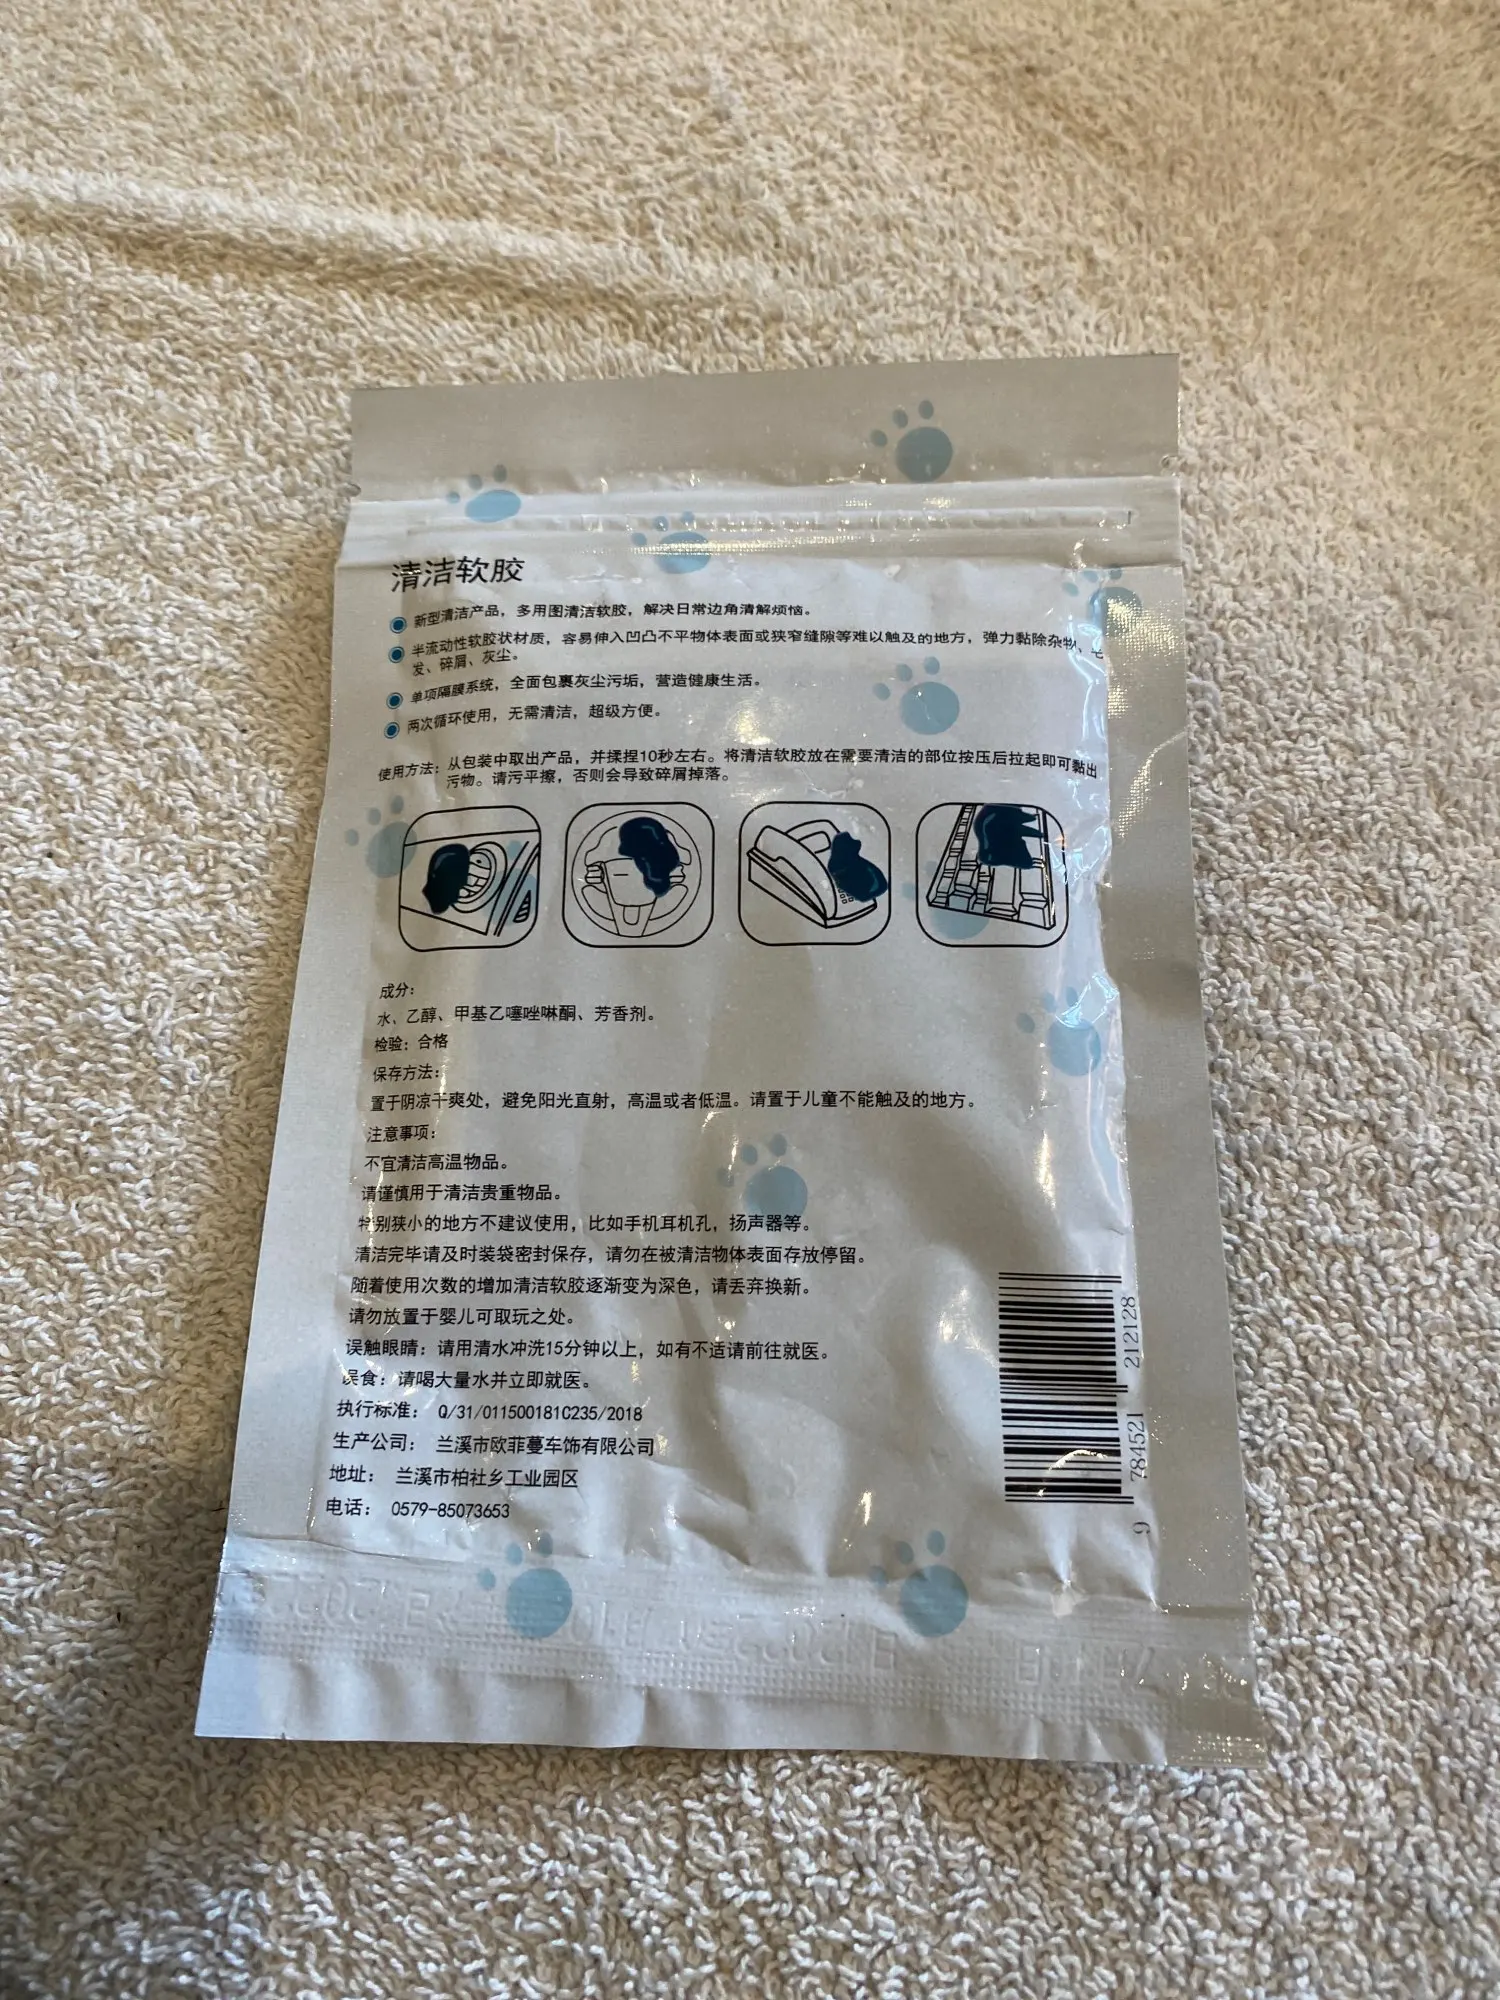 清洁软胶
新型清洁产品，多用图清洁软胶，解决日常边角清解烦恼。
半流动性软胶状材质，容易伸入凹凸不平物体表面或狭窄缝隙等难以触及的地方，弹力黏除杂物、毛
发、碎屑、灰尘。
单项隔膜系统，全面包裹灰尘污垢，营造健康生活。
两次循环使用，无需清洁，超级方便。
使用方法：从包装中取出产品，并揉捏10秒左右。将清洁软胶放在需要清洁的部位按压后拉起即可黏出
污物。请污平擦，否则会导致碎屑掉落。
成分：
水、乙醇、甲基乙噻唑啉酮、芳香剂。
检验：合格
保存方法：
置于阴凉干爽处，避免阳光直射，高温或者低温。请置于儿童不能触及的地方。
注意事项：
不宜清洁高温物品。
请谨慎用于清洁贵重物品。
特别狭小的地方不建议使用，比如手机耳机孔，扬声器等。
清洁完毕请及时装袋密封保存，请勿在被清洁物体表面存放停留。
随着使用次数的增加清洁软胶逐渐变为深色，请丢弃换新。
请勿放置于婴儿可取玩之处。
误触眼睛：请用清水冲洗15分钟以上，如有不适请前往就医。
误食：请喝大量水并立即就医。
执行标准： Q/31/011500181C235/2018
生产公司： 兰溪市欧菲蔓车饰有限公司
地址： 兰溪市柏社乡工业园区
电话： 0579-85073653
9 784521 212128